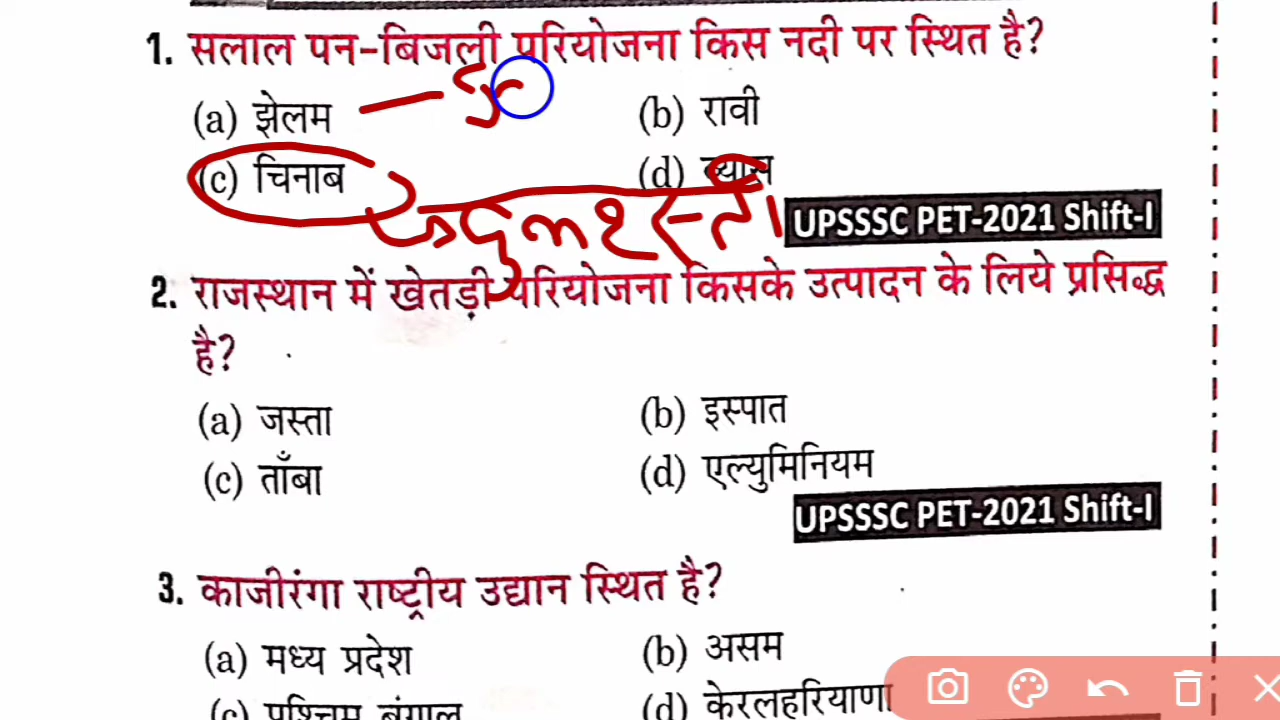 1. सलाल पन-बिजली परियोजना किस नदी पर स्थित है?
(a) झेलम (b) रावी
(c) चिनाब (d) ब्यास
UPSSSC PET-2021 Shift-I
2. राजस्थान में खेतड़ी परियोजना किसके उत्पादन के लिये प्रसिद्ध
है?
(a) जस्ता (b) इस्पात
(c) ताँबा (d) एल्युमिनियम
UPSSSC PET-2021 Shift-I
3. काजीरंगा राष्ट्रीय उद्यान स्थित है?
(a) मध्य प्रदेश (b) असम
(c) पश्चिम बंगाल (d) केरलहरियाणा